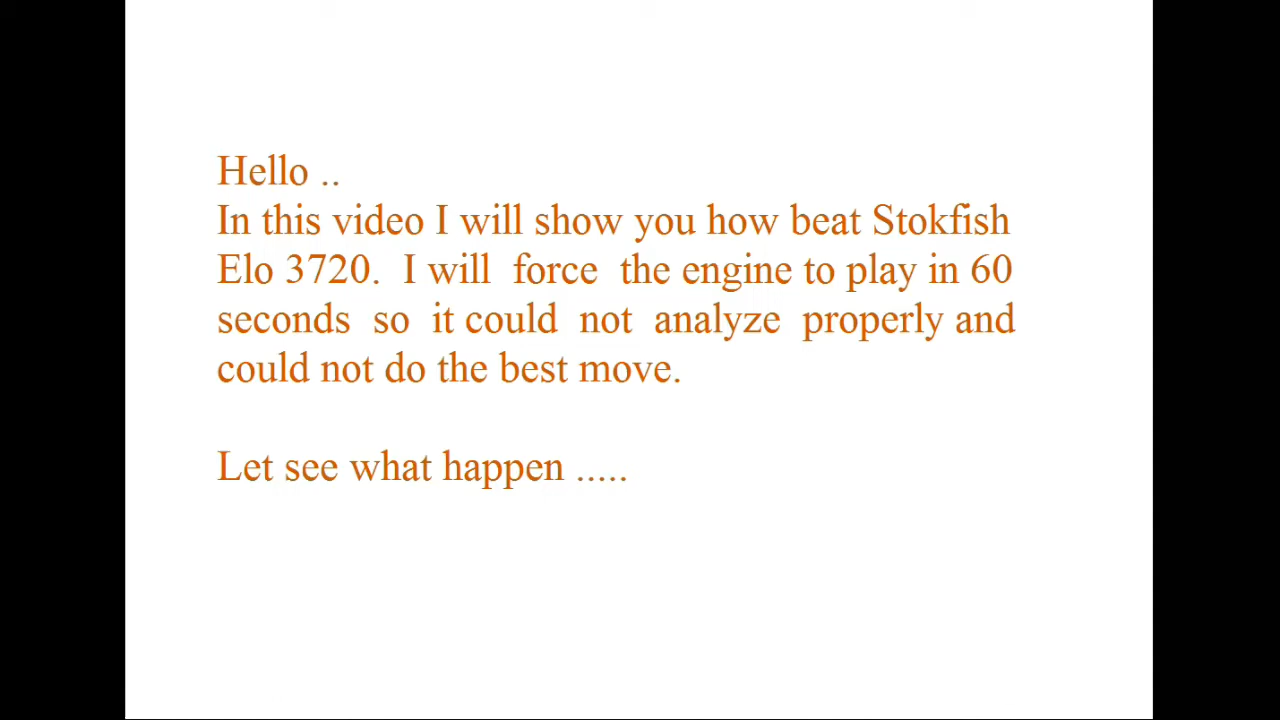 Hello ..
In this video I will show you how beat Stokfish
Elo 3720. I will force the engine to play in 60
seconds so it could not analyze properly and
could not do the best move.
Let see what happen .....